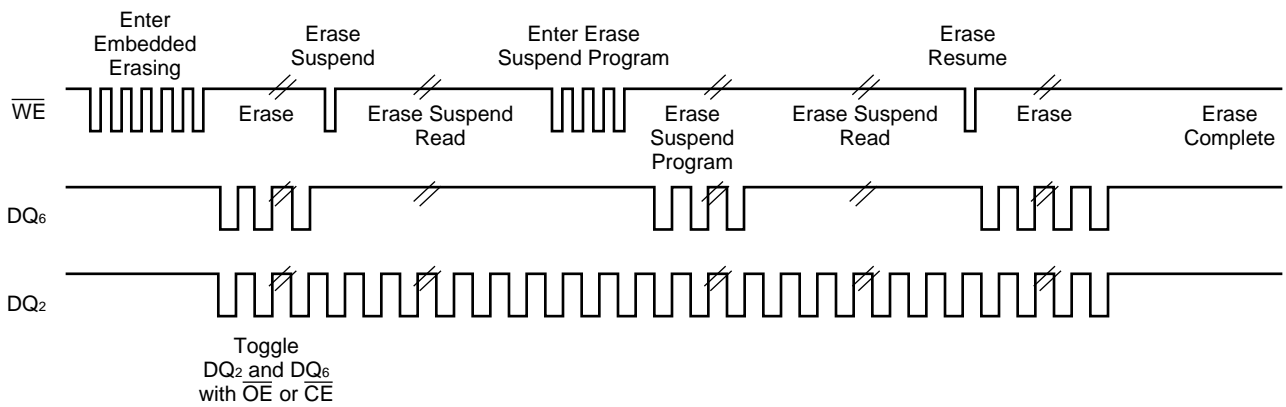 Enter
Embedded
Erasing
Erase
Suspend
Enter Erase
Suspend Program
Erase
Resume
WE
Erase
Erase Suspend
Read
Erase
Suspend
Program
Erase Suspend
Read
Erase
Erase
Complete
DQ6
DQ2
Toggle
DQ2 and DQ6
with OE or CE